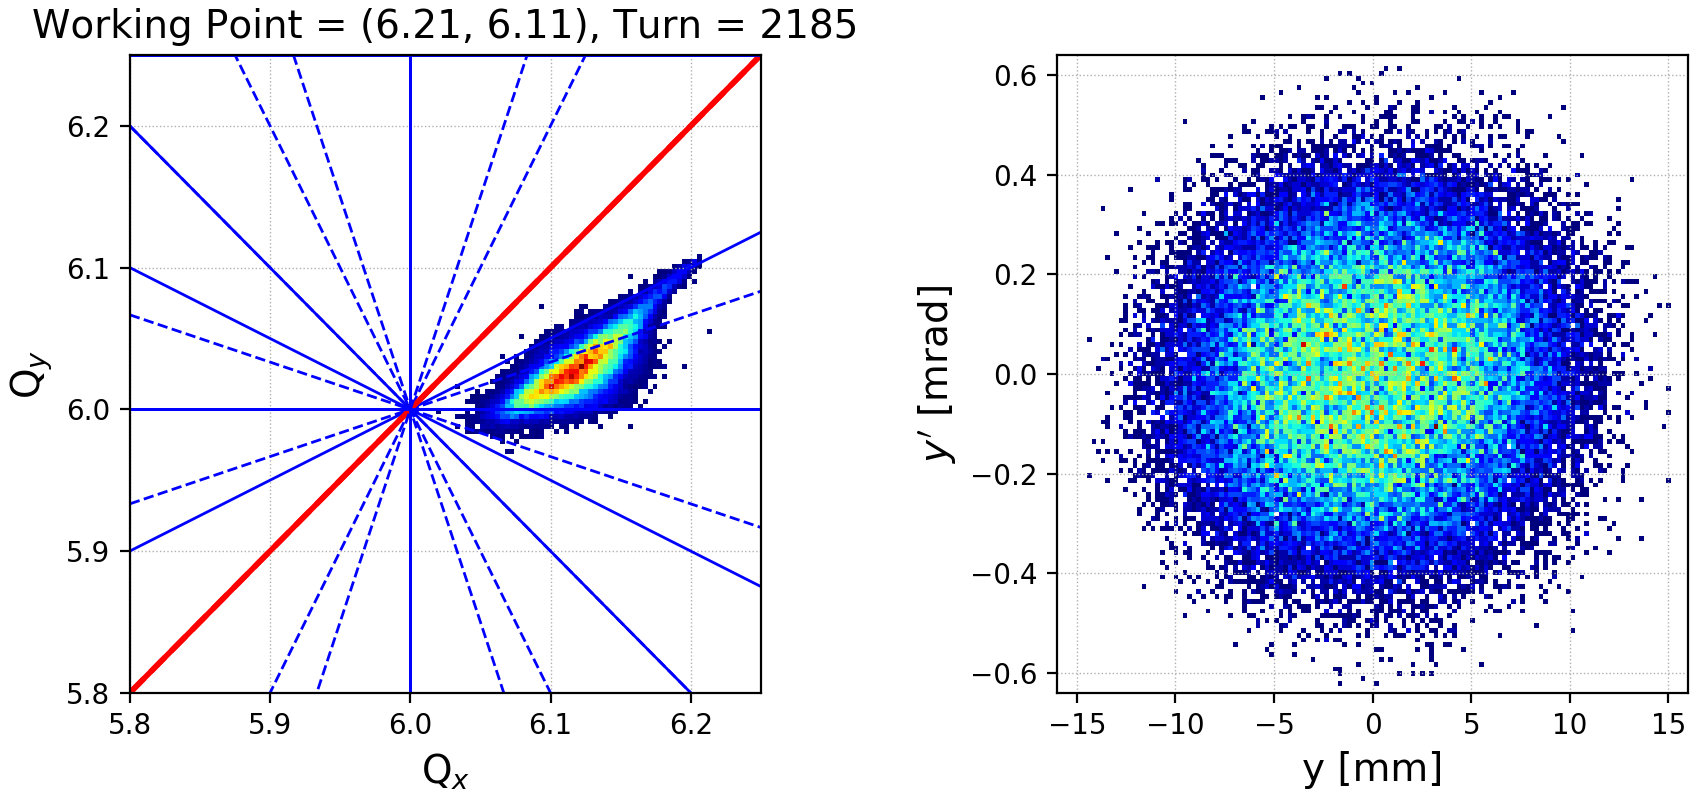 Working Point = (6.21, 6.11), Turn = 2185
6.2
6.1
6.0
5.9
5.8
Q_y
5.8 5.9 6.0 6.1 6.2
Q_x
0.6
0.4
0.2
0.0
−0.2
−0.4
−0.6
y′ [mrad]
−15 −10 −5 0 5 10 15
y [mm]